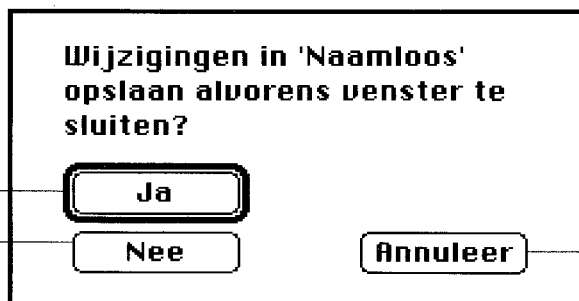 Wijzigingen in 'Naamloos'
opslaan alvorens venster te
sluiten?
Ja
Nee
Annuleer